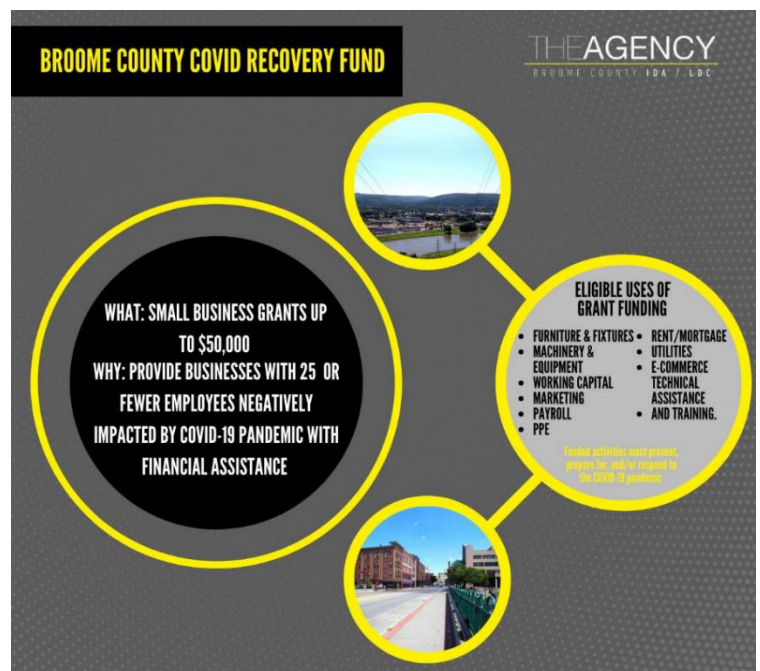 BROOME COUNTY COVID RECOVERY FUND
THEAGENCY
BROOME COUNTY IDA / LDC
WHAT: SMALL BUSINESS GRANTS UP
TO $50,000
WHY: PROVIDE BUSINESSES WITH 25 OR
FEWER EMPLOYEES NEGATIVELY
IMPACTED BY COVID-19 PANDEMIC WITH
FINANCIAL ASSISTANCE
ELIGIBLE USES OF
GRANT FUNDING
• FURNITURE & FIXTURES
• MACHINERY &
EQUIPMENT
• WORKING CAPITAL
• MARKETING
• PAYROLL
• PPE
• RENT/MORTGAGE
• UTILITIES
• E-COMMERCE
TECHNICAL
ASSISTANCE
• AND TRAINING.
Funded activities must prevent,
prepare for, and/or respond to
the COVID-19 pandemic